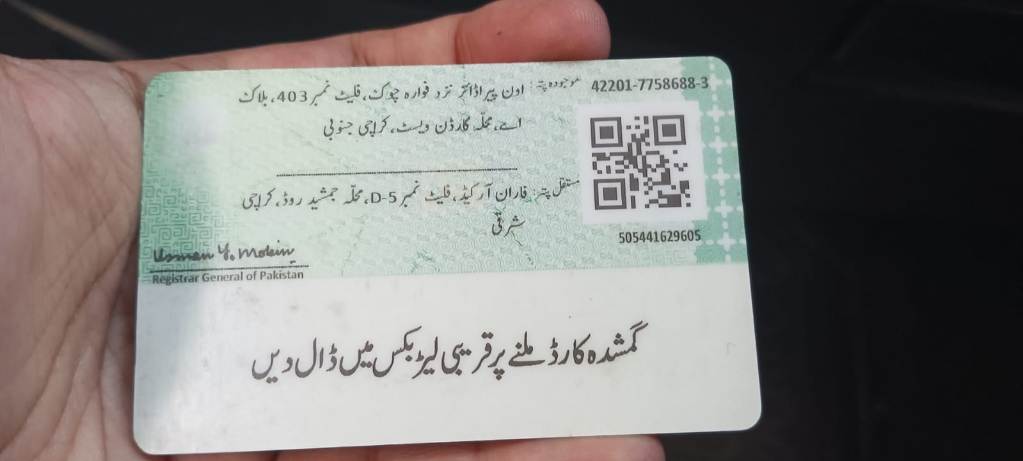 42201-7758688-3
موجودہ پتہ: اون پیراڈائز نزد فوارہ چوک، فلیٹ نمبر 403، بلاک
اے، محلہ گارڈن ویسٹ، کراچی جنوبی
مستقل پتہ: فاران آرکیڈ، فلیٹ نمبر D-5، محلہ جمشید روڈ، کراچی
شرقی
505441629605
Usman Y. Mobin
Registrar General of Pakistan
گمشدہ کارڈ ملنے پر قریبی لیٹر بکس میں ڈال دیں